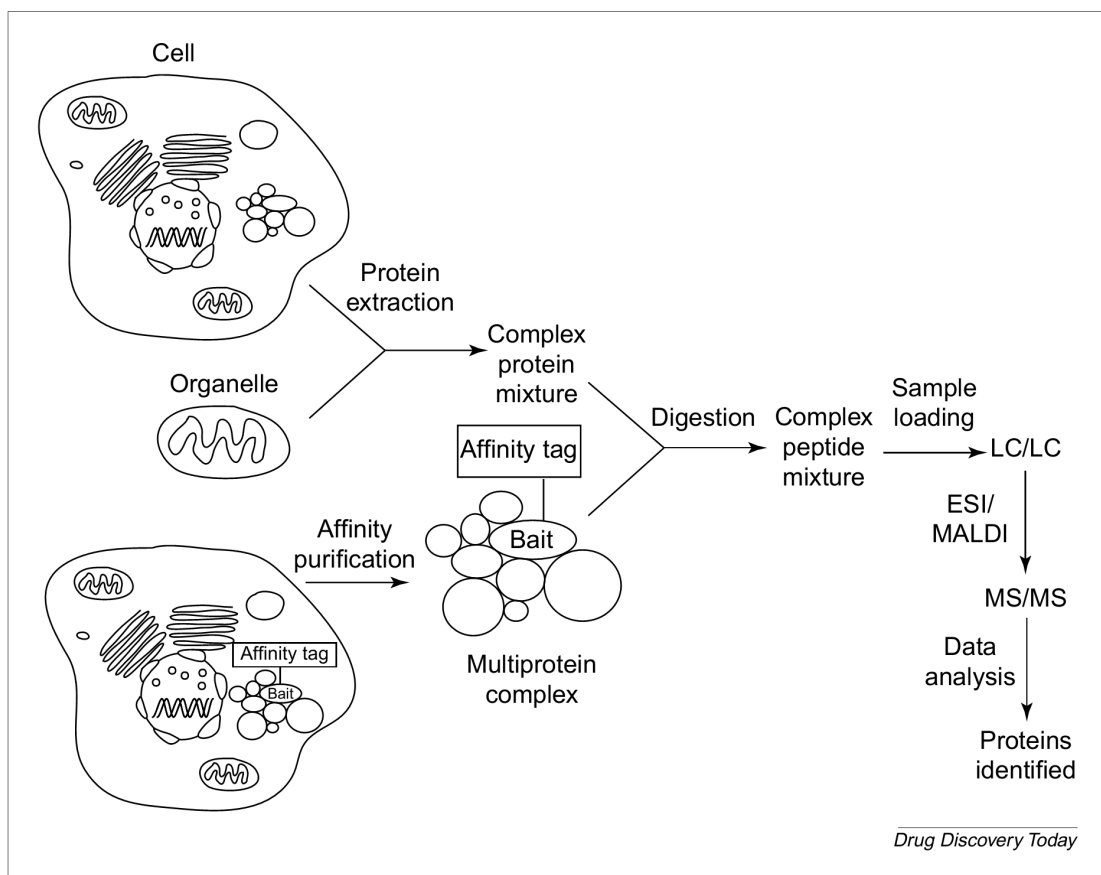 Cell
Protein
extraction
Complex
protein
mixture
Organelle
Affinity tag
Bait
Digestion
Complex
peptide
mixture
Sample
loading
LC/LC
ESI/
MALDI
MS/MS
Data
analysis
Proteins
identified
Affinity
purification
Affinity tag
Bait
Multiprotein
complex
Drug Discovery Today